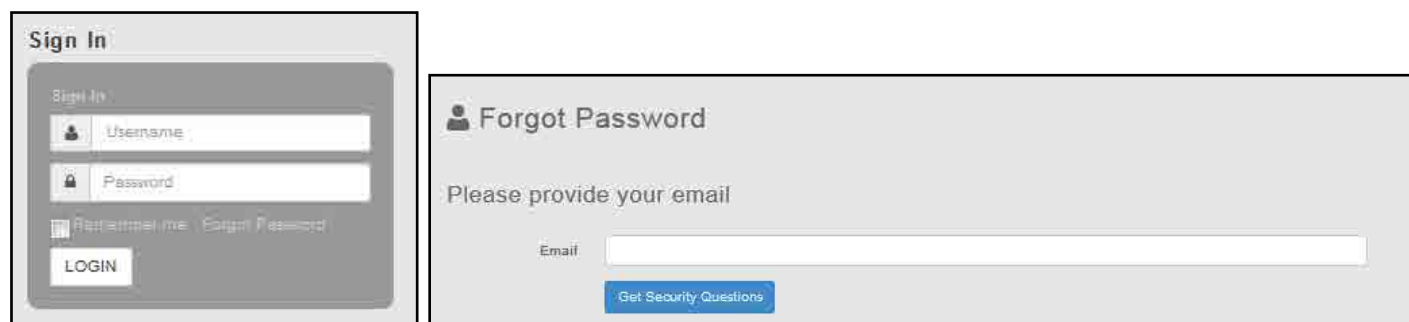 Sign In
Sign In
Username
Password
Remember me Forgot Password
LOGIN
Forgot Password
Please provide your email
Email
Get Security Questions